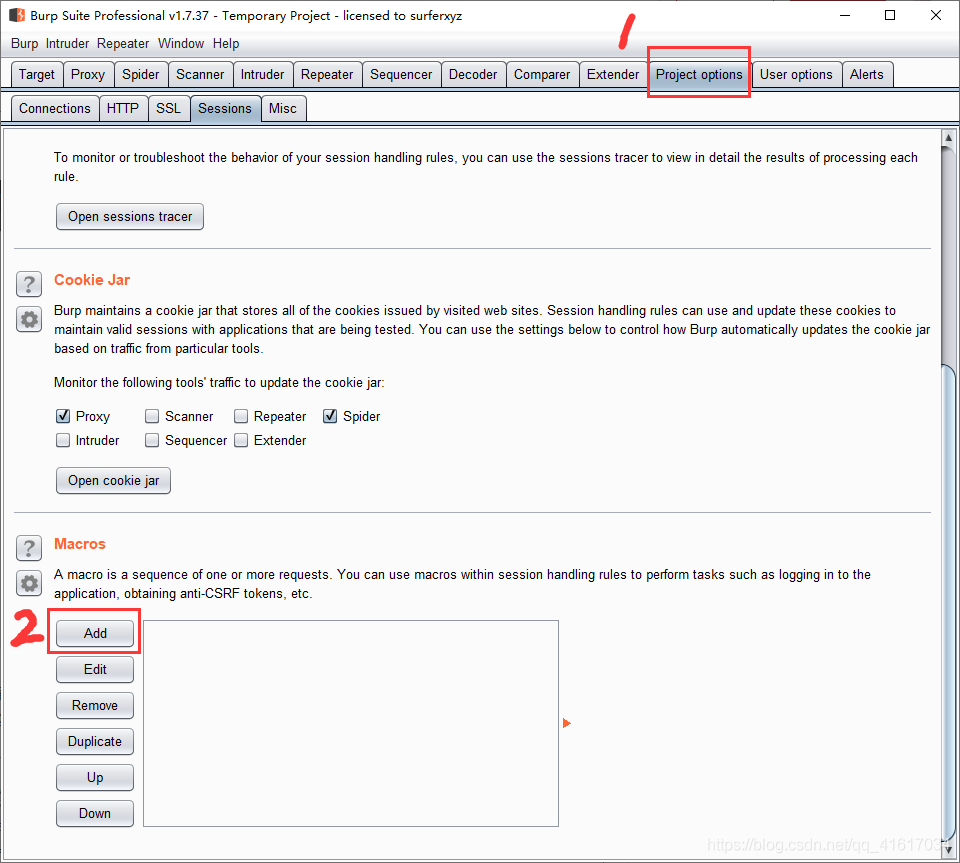 Burp Suite Professional v1.7.37 - Temporary Project - licensed to surferxyz
Burp Intruder Repeater Window Help
1
Target Proxy Spider Scanner Intruder Repeater Sequencer Decoder Comparer Extender Project options User options Alerts
Connections HTTP SSL Sessions Misc
To monitor or troubleshoot the behavior of your session handling rules, you can use the sessions tracer to view in detail the results of processing each
rule.
Open sessions tracer
? Cookie Jar
Burp maintains a cookie jar that stores all of the cookies issued by visited web sites. Session handling rules can use and update these cookies to
maintain valid sessions with applications that are being tested. You can use the settings below to control how Burp automatically updates the cookie jar
based on traffic from particular tools.
Monitor the following tools' traffic to update the cookie jar:
Proxy Scanner Repeater Spider
Intruder Sequencer Extender
Open cookie jar
? Macros
A macro is a sequence of one or more requests. You can use macros within session handling rules to perform tasks such as logging in to the
application, obtaining anti-CSRF tokens, etc.
2 Add
Edit
Remove
Duplicate
Up
Down